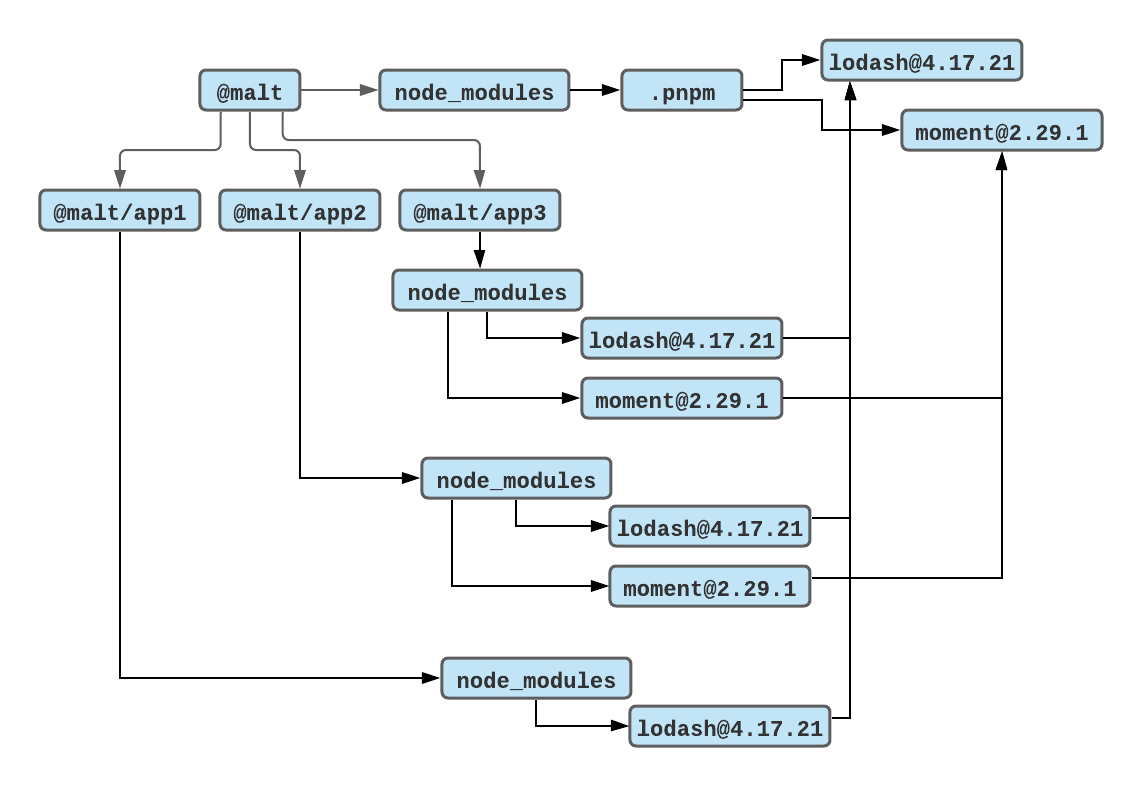 lodash@4.17.21
@malt
node_modules
.pnpm
moment@2.29.1
@malt/app1
@malt/app2
@malt/app3
node_modules
lodash@4.17.21
moment@2.29.1
node_modules
lodash@4.17.21
moment@2.29.1
node_modules
lodash@4.17.21